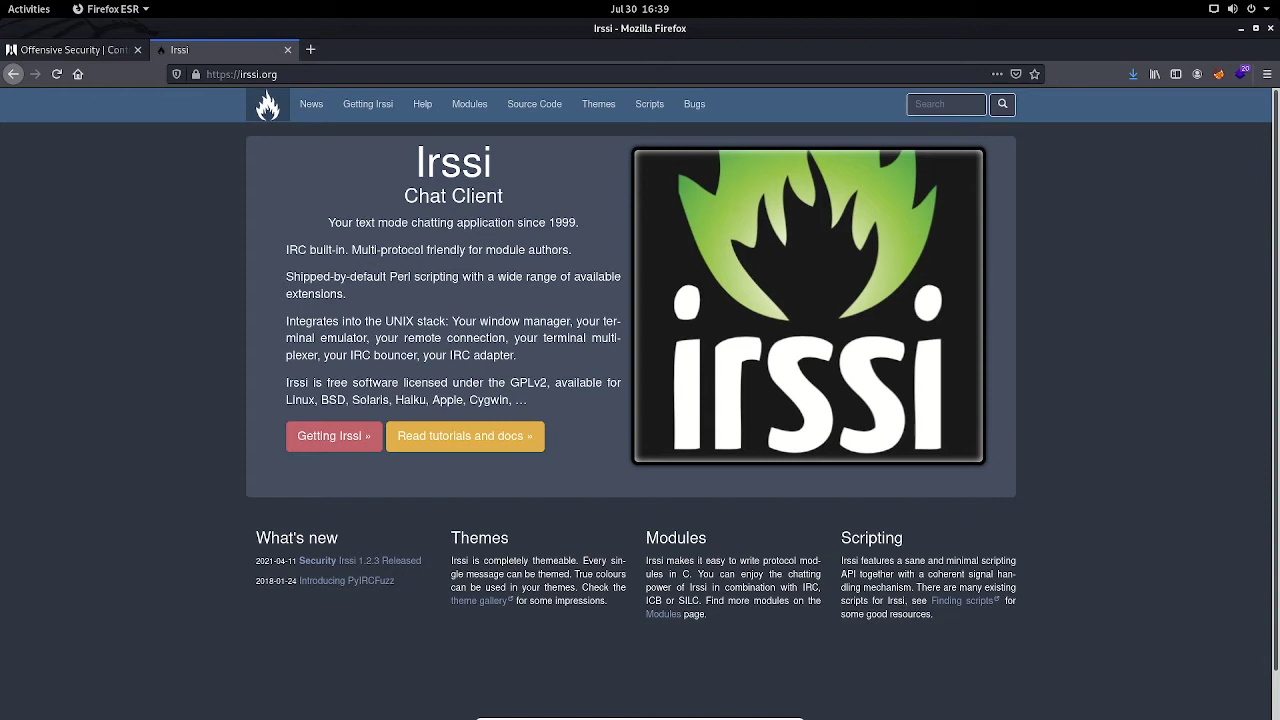 Activities
Firefox ESR
Jul 30 16:39
Irssi - Mozilla Firefox
Offensive Security | Cont
Irssi
https://irssi.org
20
News
Getting Irssi
Help
Modules
Source Code
Themes
Scripts
Bugs
Search
Irssi
Chat Client
Your text mode chatting application since 1999.
IRC built-in. Multi-protocol friendly for module authors.
Shipped-by-default Perl scripting with a wide range of available
extensions.
Integrates into the UNIX stack: Your window manager, your ter-
minal emulator, your remote connection, your terminal multi-
plexer, your IRC bouncer, your IRC adapter.
Irssi is free software licensed under the GPLv2, available for
Linux, BSD, Solaris, Haiku, Apple, Cygwin, …
Getting Irssi »
Read tutorials and docs »
irssi
What's new
2021-04-11 Security Irssi 1.2.3 Released
2018-01-24 Introducing PyIRCFuzz
Themes
Irssi is completely themeable. Every sin-
gle message can be themed. True colours
can be used in your themes. Check the
theme gallery for some impressions.
Modules
Irssi makes it easy to write protocol mod-
ules in C. You can enjoy the chatting
power of Irssi in combination with IRC,
ICB or SILC. Find more modules on the
Modules page.
Scripting
Irssi features a sane and minimal scripting
API together with a coherent signal han-
dling mechanism. There are many existing
scripts for Irssi, see Finding scripts for
some good resources.